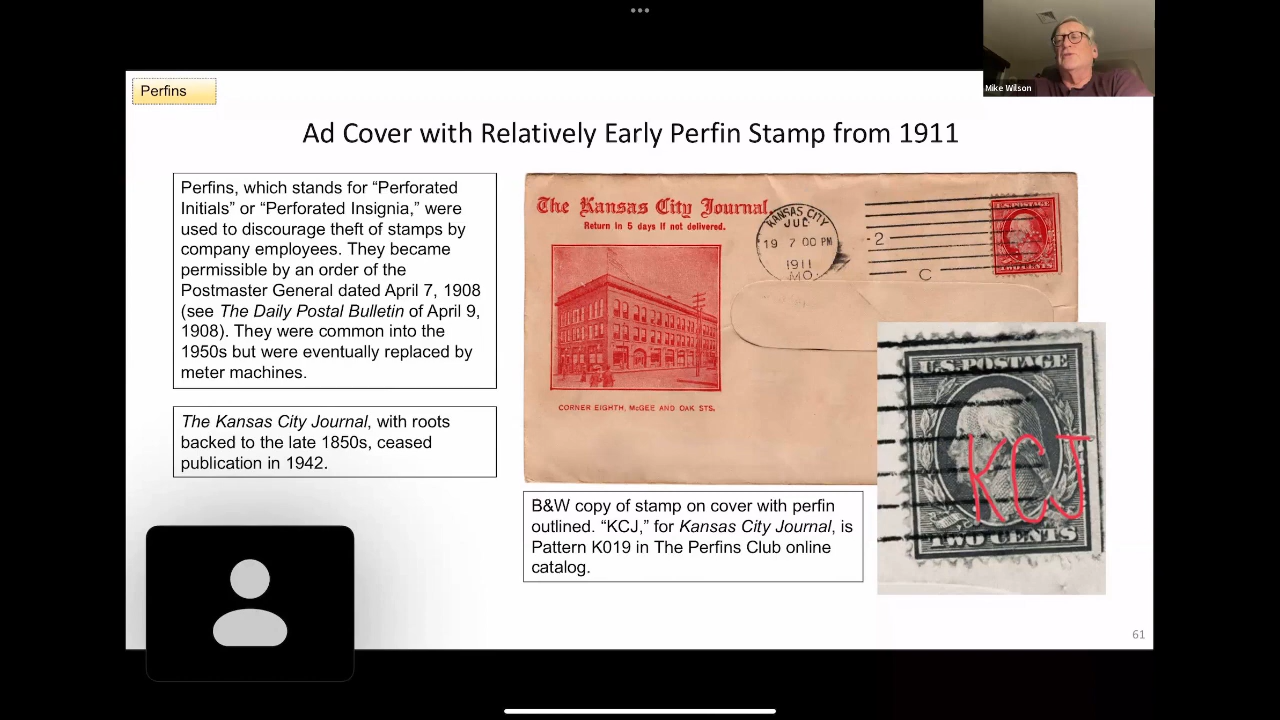 Mike Wilson
Perfins
Ad Cover with Relatively Early Perfin Stamp from 1911
Perfins, which stands for “Perforated
Initials” or “Perforated Insignia,” were
used to discourage theft of stamps by
company employees. They became
permissible by an order of the
Postmaster General dated April 7, 1908
(see The Daily Postal Bulletin of April 9,
1908). They were common into the
1950s but were eventually replaced by
meter machines.
The Kansas City Journal, with roots
backed to the late 1850s, ceased
publication in 1942.
The Kansas City Journal,
Return in 5 days if not delivered.
CORNER EIGHTH, McGEE AND OAK STS.
KANSAS CITY
JUL
19 7 00 PM
1911
MO.
2
C
U.S. POSTAGE
TWO CENTS
U.S. POSTAGE
KCJ
TWO CENTS
B&W copy of stamp on cover with perfin
outlined. “KCJ,” for Kansas City Journal, is
Pattern K019 in The Perfins Club online
catalog.
61